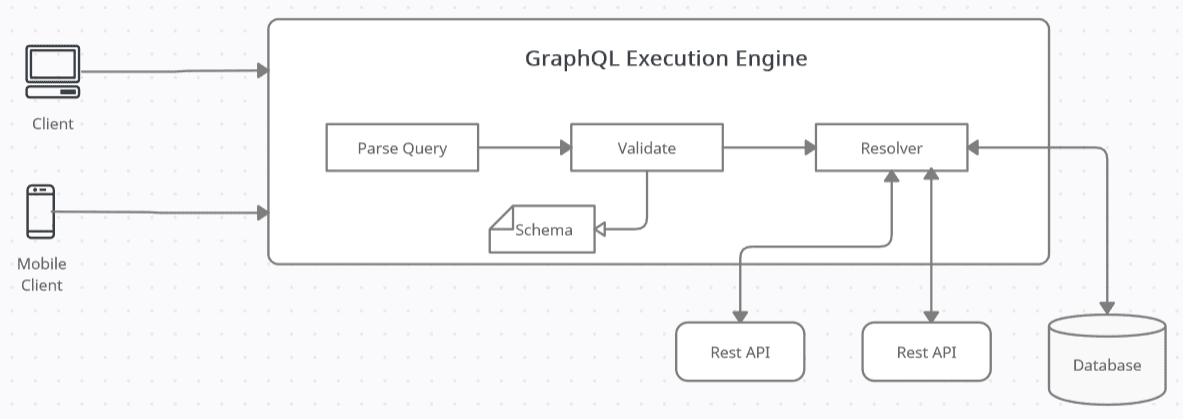 GraphQL Execution Engine
Client
Parse Query
Validate
Resolver
Schema
Mobile
Client
Rest API
Rest API
Database